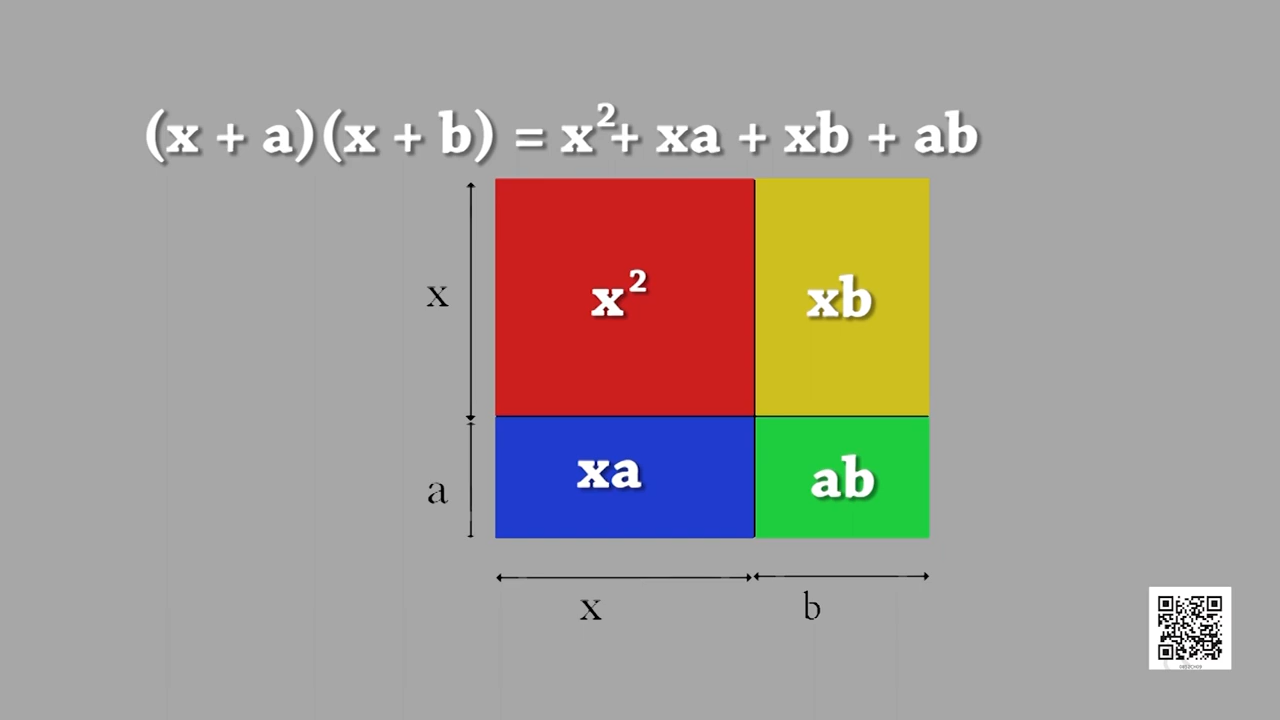 (x + a)(x + b) = x²+ xa + xb + ab
x
x²
xb
a
xa
ab
x
b